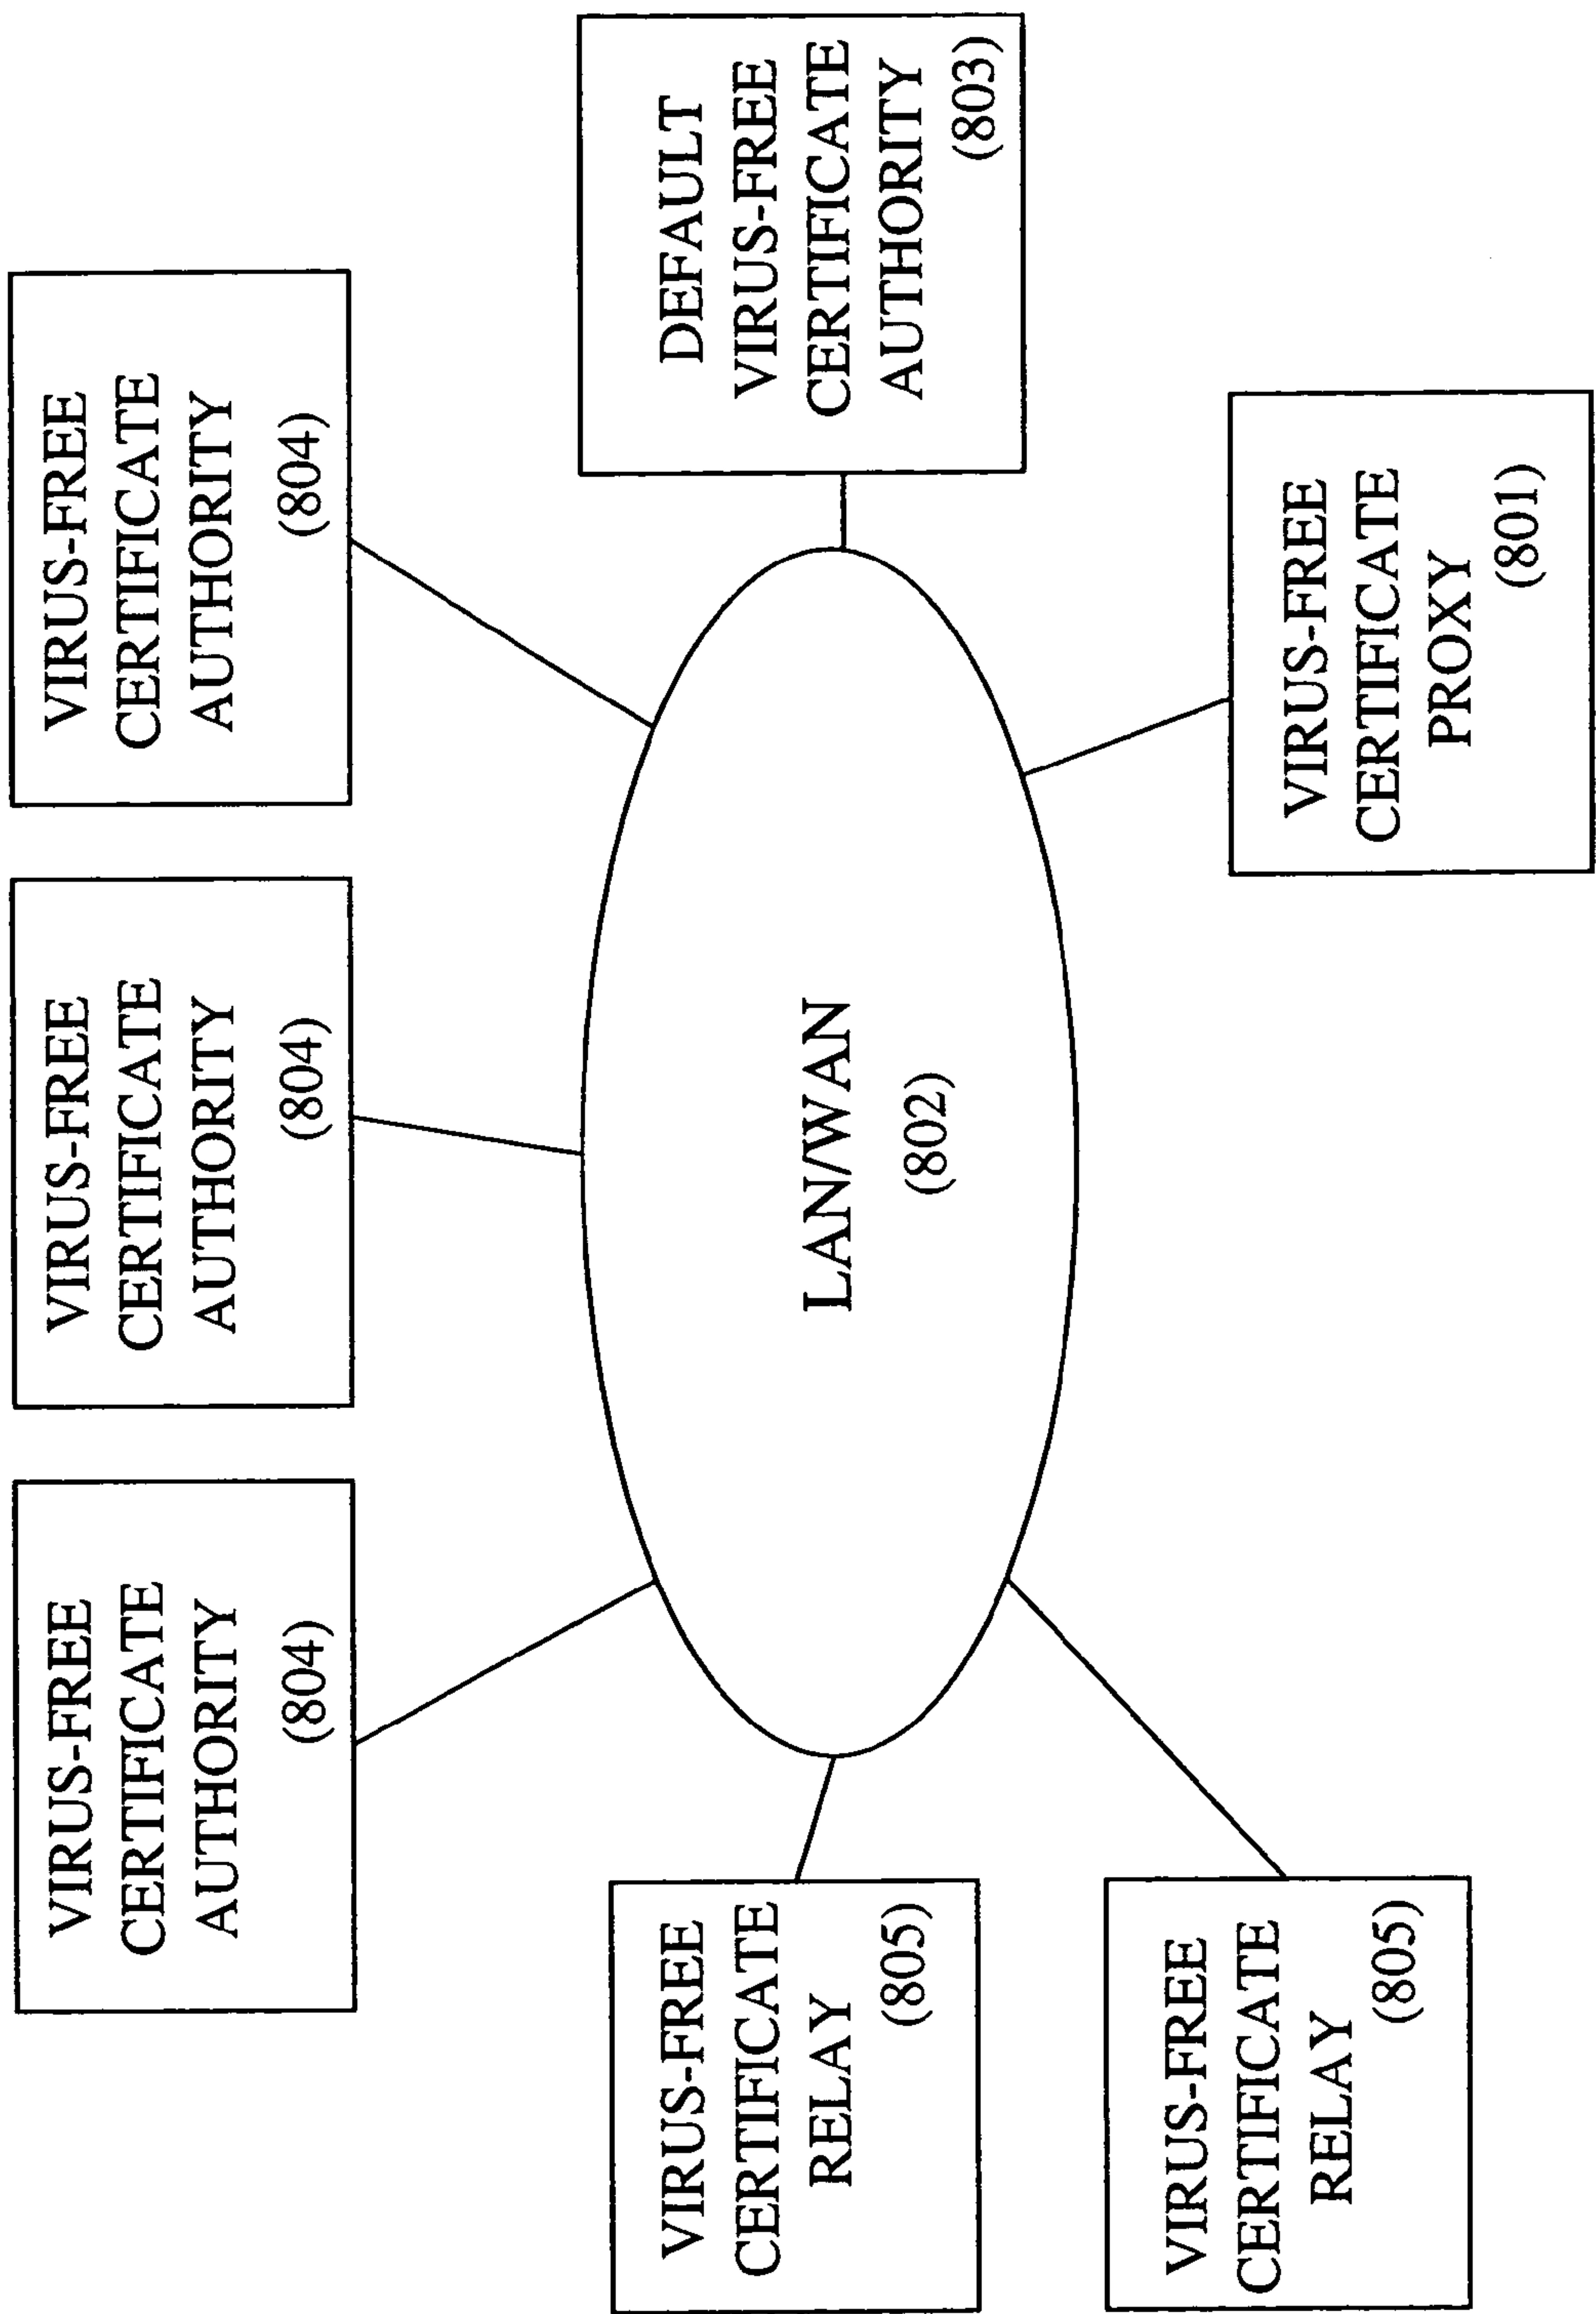 VIRUS-FREE
CERTIFICATE
AUTHORITY
(804)
VIRUS-FREE
CERTIFICATE
AUTHORITY
(804)
VIRUS-FREE
CERTIFICATE
AUTHORITY
(804)
VIRUS-FREE
CERTIFICATE
RELAY
(805)
LAN/WAN
(802)
DEFAULT
VIRUS-FREE
CERTIFICATE
AUTHORITY
(803)
VIRUS-FREE
CERTIFICATE
RELAY
(805)
VIRUS-FREE
CERTIFICATE
PROXY
(801)